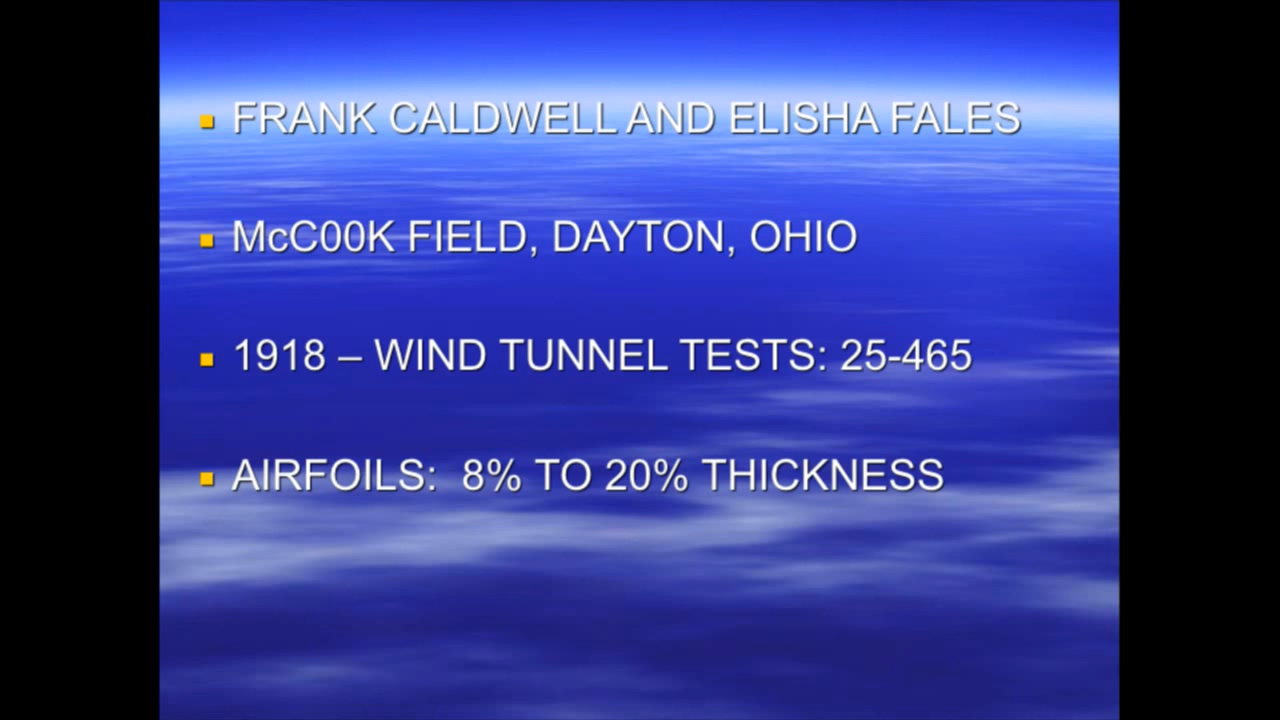 FRANK CALDWELL AND ELISHA FALES
McC00K FIELD, DAYTON, OHIO
1918 – WIND TUNNEL TESTS: 25-465
AIRFOILS: 8% TO 20% THICKNESS